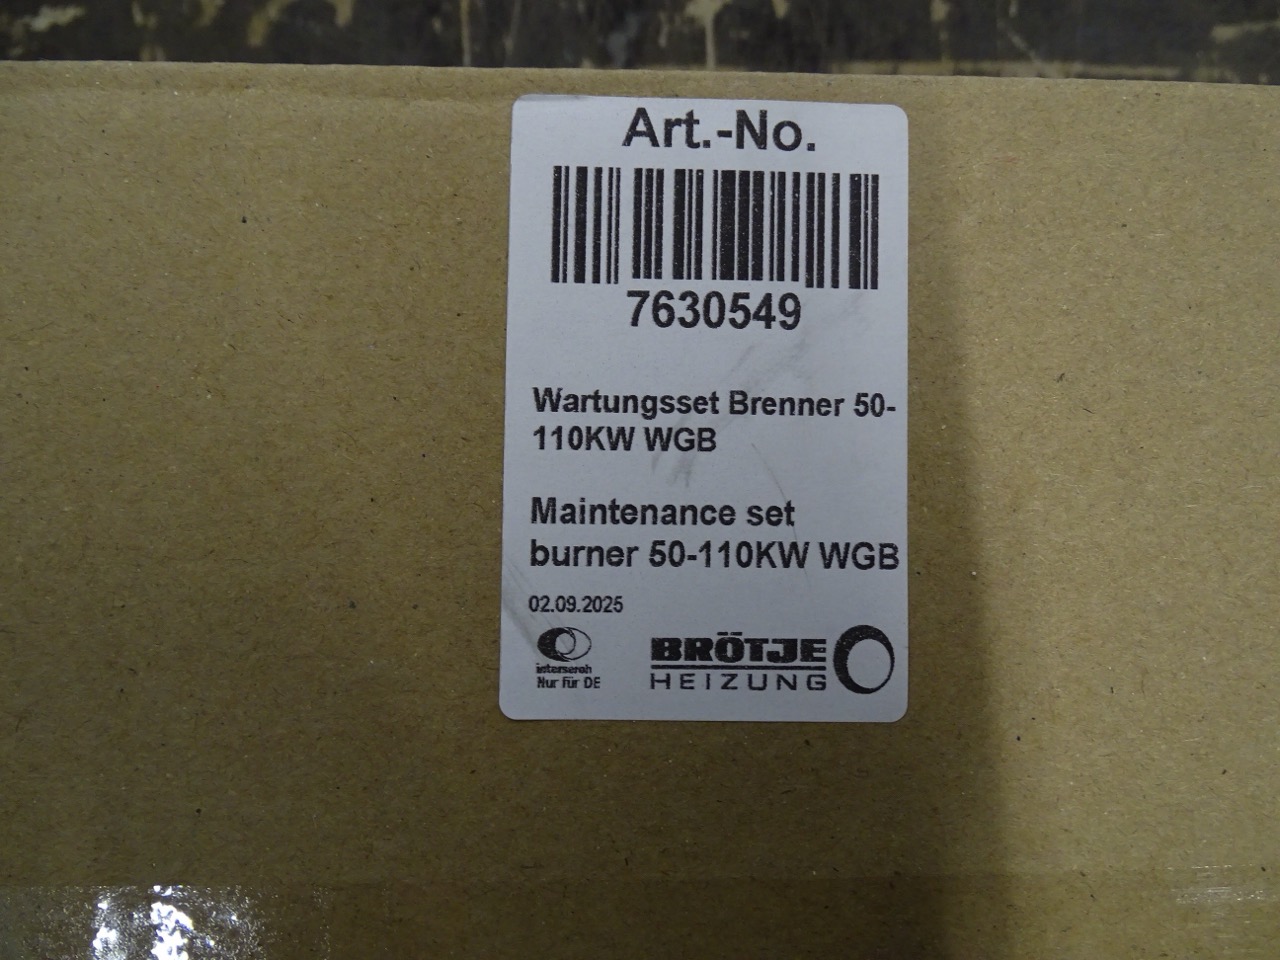 Art.-No.
7630549
Wartungsset Brenner 50-
110KW WGB
Maintenance set
burner 50-110KW WGB
02.09.2025
interseroh
Nur für DE
BRÖTJE
HEIZUNG